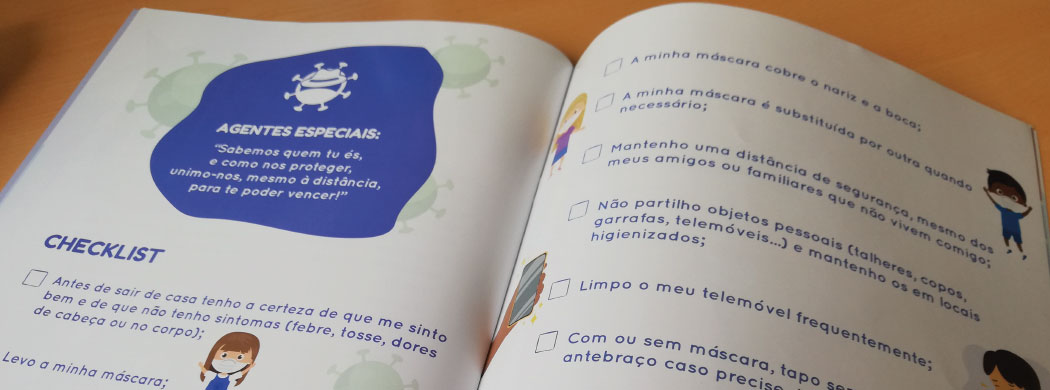 AGENTES ESPECIAIS:
"Sabemos quem tu és,
e como nos proteger,
unimo-nos, mesmo à distância,
para te poder vencer!"
CHECKLIST
Antes de sair de casa tenho a certeza de que me sinto
bem e de que não tenho sintomas (febre, tosse, dores
de cabeça ou no corpo);
Levo a minha máscara;
A minha máscara cobre o nariz e a boca;
A minha máscara é substituída por outra quando
necessário;
Mantenho uma distância de segurança, mesmo dos
meus amigos ou familiares que não vivem comigo;
Não partilho objetos pessoais (talheres, copos,
garrafas, telemóveis...) e mantenho os em locais
higienizados;
Limpo o meu telemóvel frequentemente;
Com ou sem máscara, tapo
antebraço caso precise